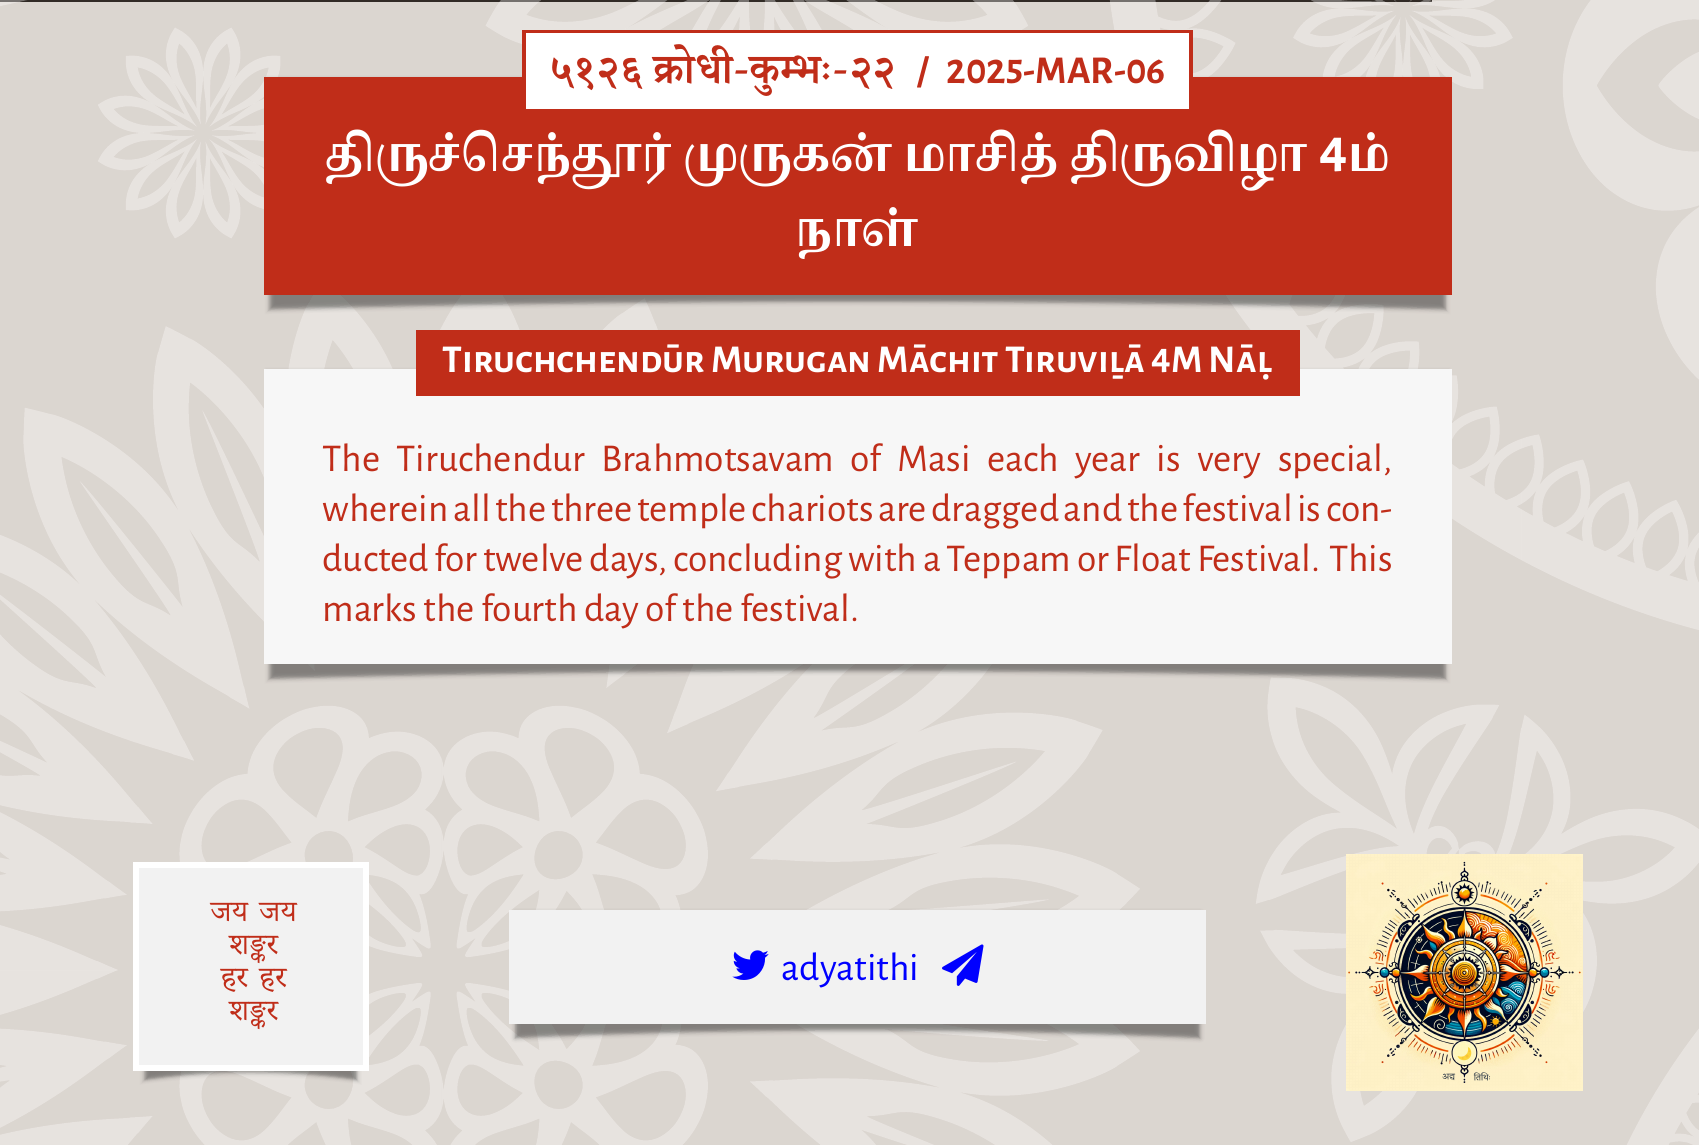 ५१२६ क्रोधी-कुम्भः-२२ / 2025-MAR-06
திருச்செந்தூர் முருகன் மாசித் திருவிழா 4ம்
நாள்
Tiruchchendūr Murugan Māchit Tiruviḻā 4m Nāḷ
The Tiruchendur Brahmotsavam of Masi each year is very special,
wherein all the three temple chariots are dragged and the festival is con-
ducted for twelve days, concluding with a Teppam or Float Festival. This
marks the fourth day of the festival.
जय जय
शङ्कर
हर हर
शङ्कर
adyatithi
अद्य तिथिः